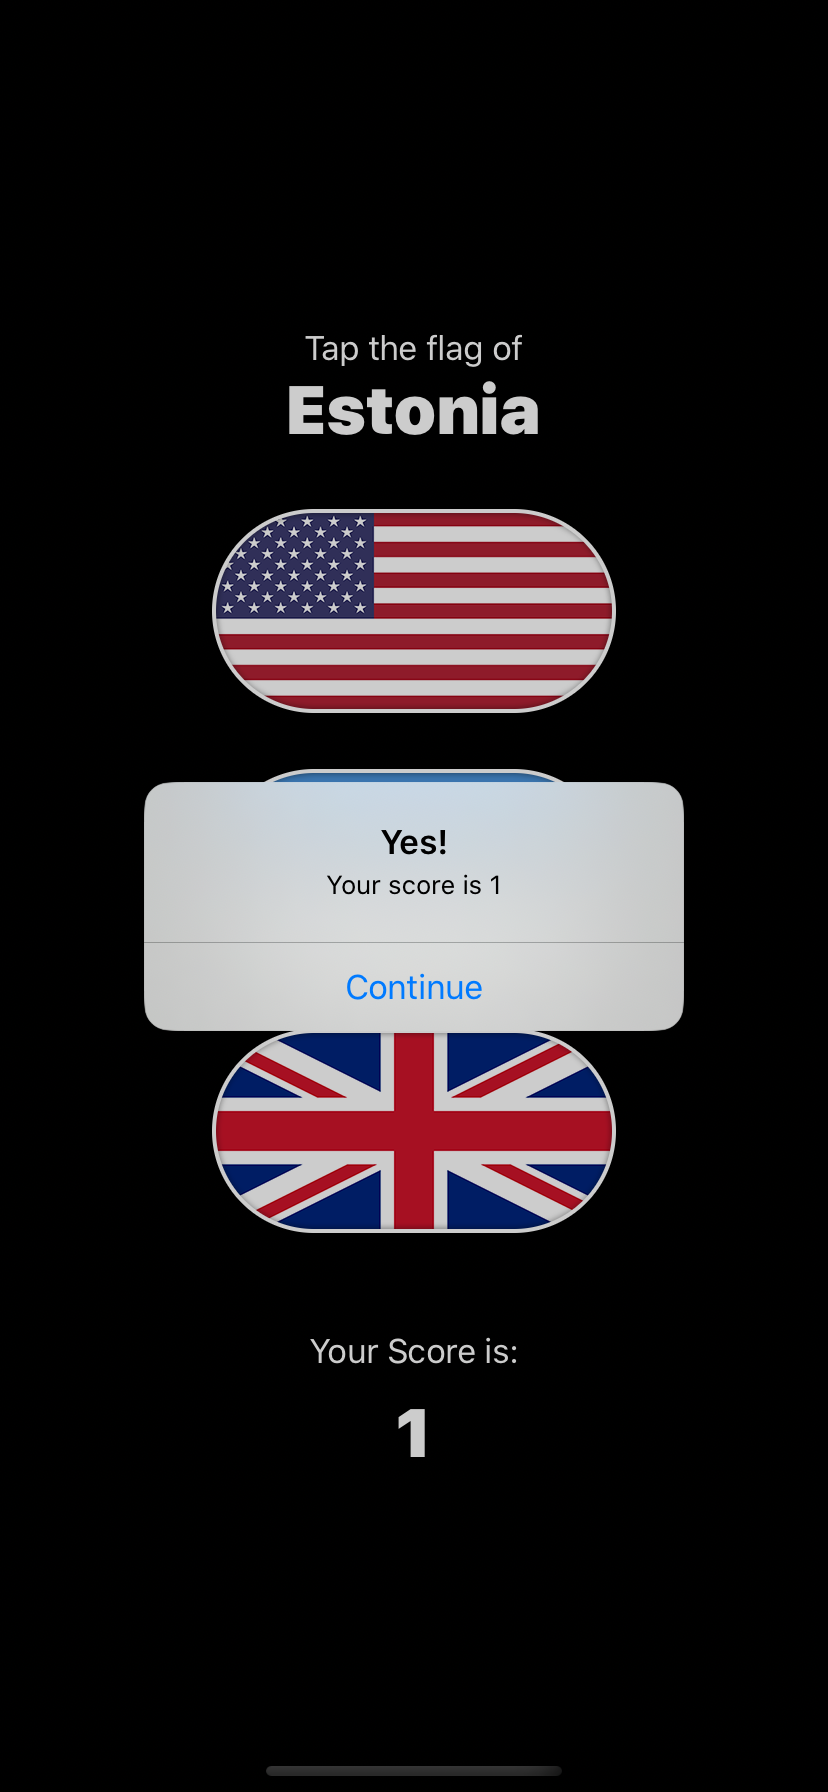 Tap the flag of
Estonia
Yes!
Your score is 1
Continue
Your Score is:
1